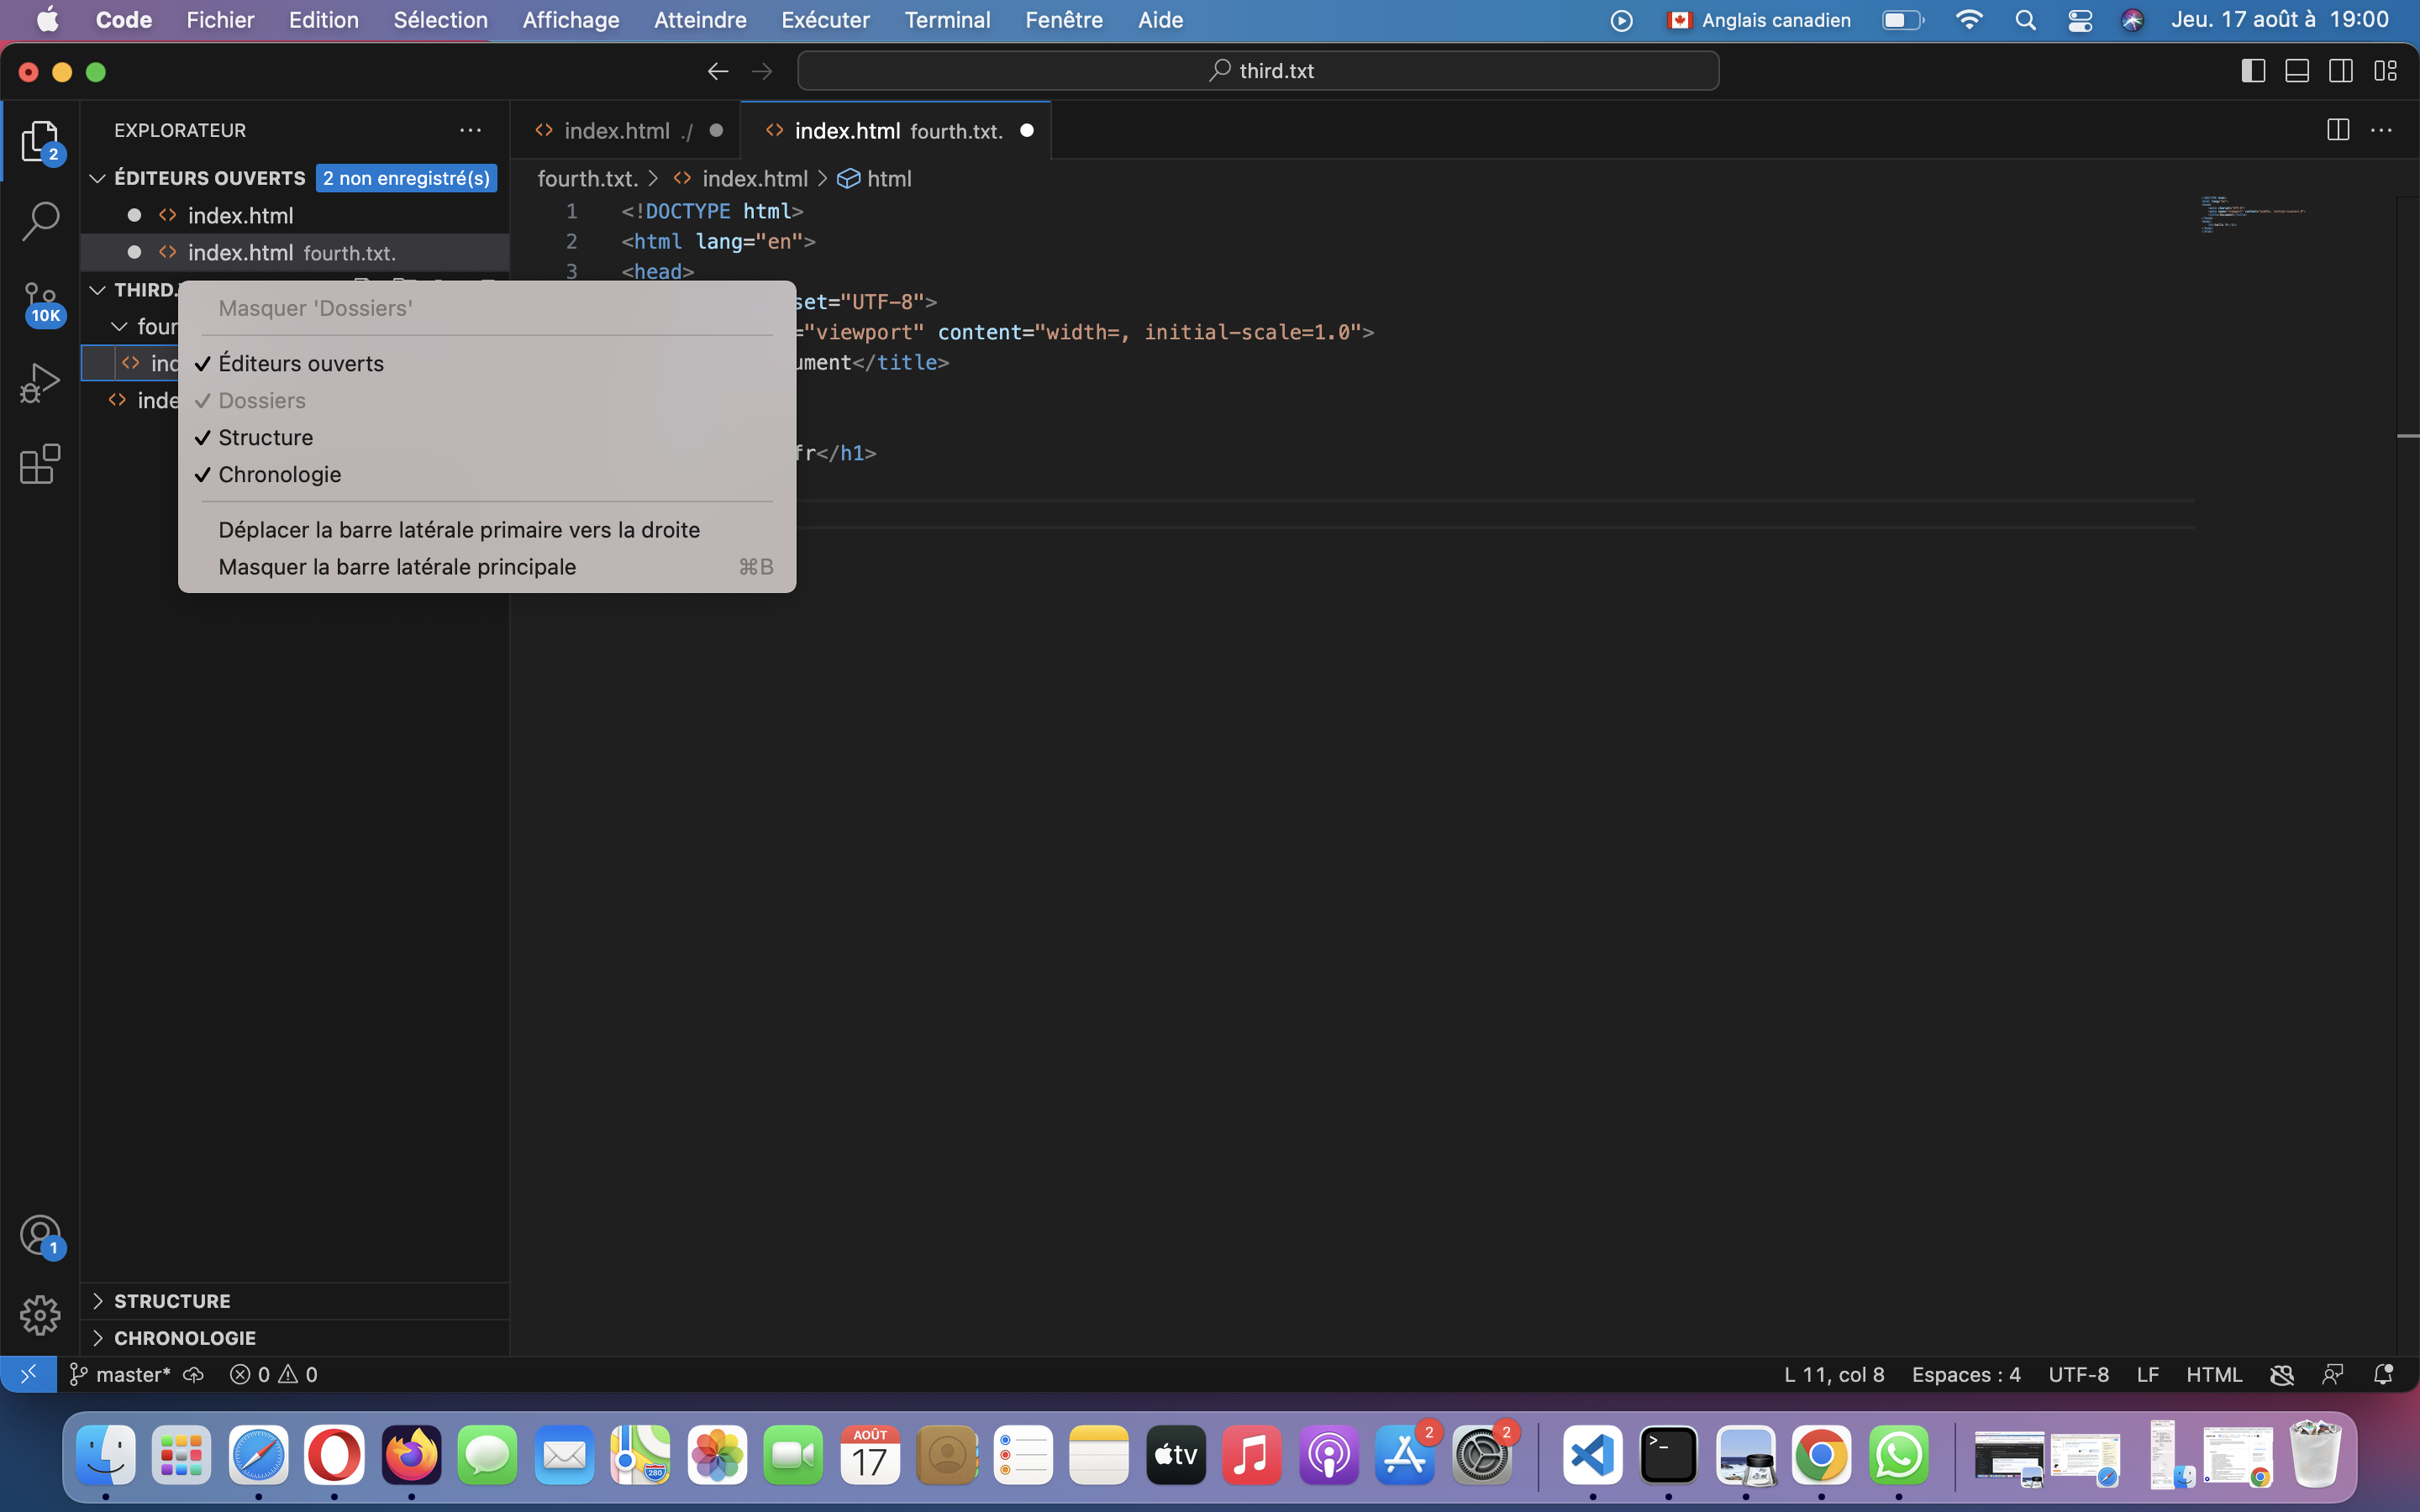 Code Fichier Edition Sélection Affichage Atteindre Exécuter Terminal Fenêtre Aide Anglais canadien Jeu. 17 août à 19:00
third.txt
EXPLORATEUR
index.html ./
index.html fourth.txt.
2
ÉDITEURS OUVERTS 2 non enregistré(s)
fourth.txt. > index.html > html
index.html
index.html fourth.txt.
1 <!DOCTYPE html>
2 <html lang="en">
3 <head>
THIRD.
10K
four
ind
inde
Masquer 'Dossiers'
Éditeurs ouverts
Dossiers
Structure
Chronologie
Déplacer la barre latérale primaire vers la droite
Masquer la barre latérale principale ⌘B
set="UTF-8">
="viewport" content="width=, initial-scale=1.0">
ument</title>
fr</h1>
1
STRUCTURE
CHRONOLOGIE
master* 0 0 L 11, col 8 Espaces : 4 UTF-8 LF HTML
AOÛT
17
280
tv
2
2
>_